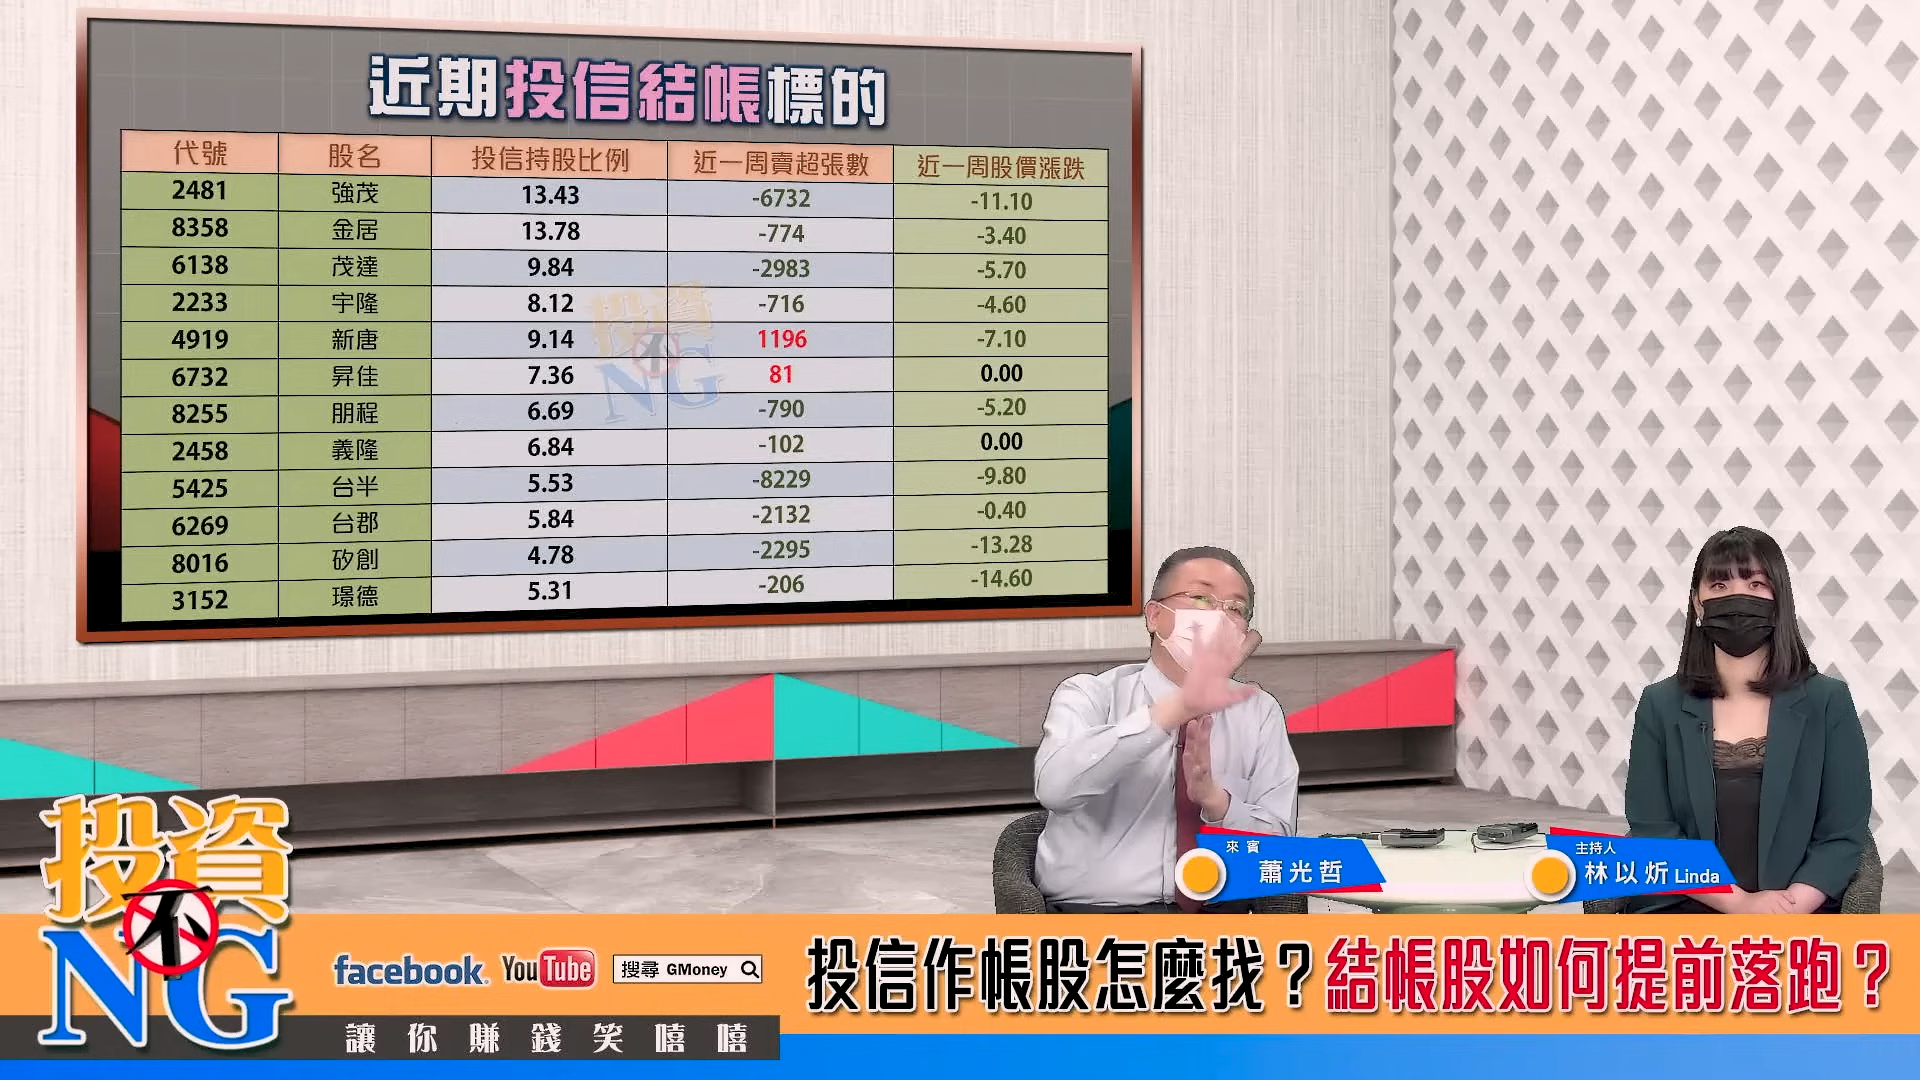 近期投信結帳標的
代號 股名 投信持股比例 近一周賣超張數 近一周股價漲跌
2481 強茂 13.43 -6732 -11.10
8358 金居 13.78 -774 -3.40
6138 茂達 9.84 -2983 -5.70
2233 宇隆 8.12 -716 -4.60
4919 新唐 9.14 1196 -7.10
6732 昇佳 7.36 81 0.00
8255 朋程 6.69 -790 -5.20
2458 義隆 6.84 -102 0.00
5425 台半 5.53 -8229 -9.80
6269 台郡 5.84 -2132 -0.40
8016 矽創 4.78 -2295 -13.28
3152 璟德 5.31 -206 -14.60
投資
不
NG
來賓
蕭光哲
主持人
林以炘 Linda
投資
不
NG
facebook. YouTube 搜尋 GMoney
投信作帳股怎麼找？結帳股如何提前落跑？
讓你賺錢笑嘻嘻